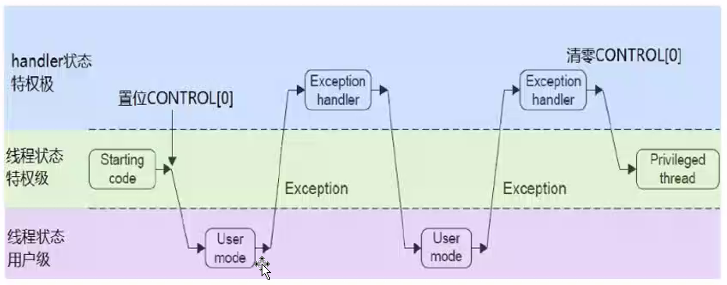 handler状态
特权极
清零CONTROL[0]
Exception
handler
Exception
handler
置位CONTROL[0]
线程状态
特权级
Starting
code
Privileged
thread
Exception
Exception
线程状态
用户级
User
mode
User
mode